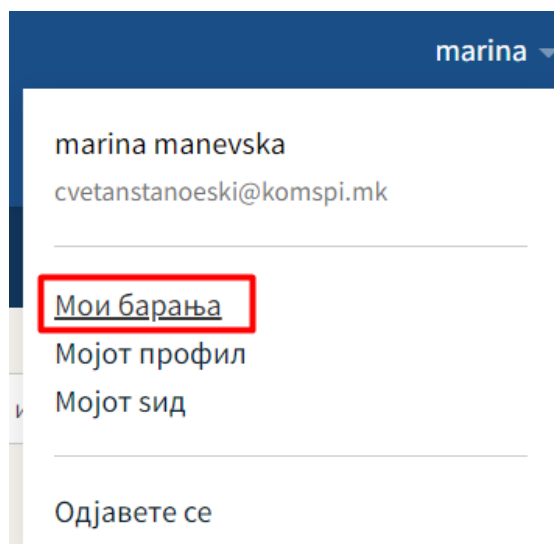 marina
marina manevska
cvetanstanoeski@komspi.mk
Мои барања
Мојот профил
Мојот ѕид
Одјавете се